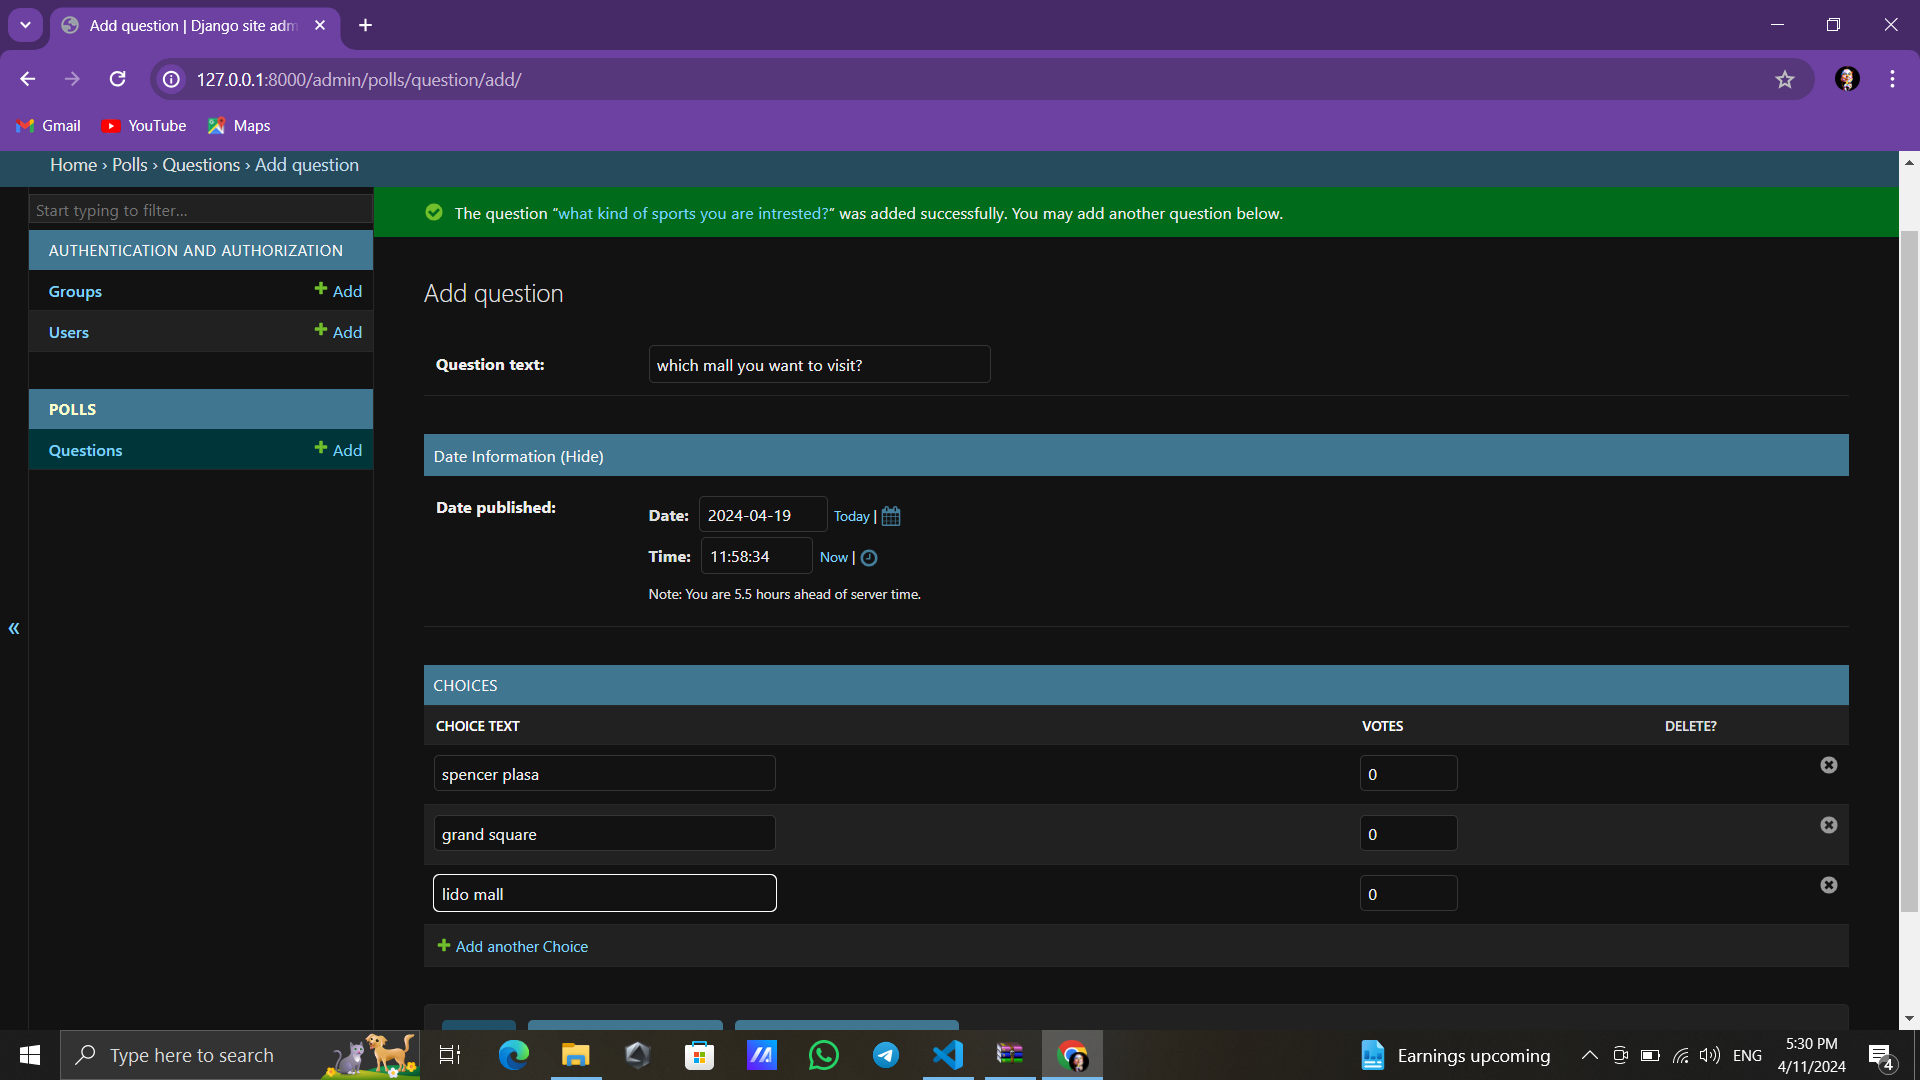 Add question | Django site adm
127.0.0.1:8000/admin/polls/question/add/
Gmail
YouTube
Maps
Home › Polls › Questions › Add question
Start typing to filter...
The question “what kind of sports you are intrested?” was added successfully. You may add another question below.
AUTHENTICATION AND AUTHORIZATION
Groups
Add
Users
Add
POLLS
Questions
Add
«
Add question
Question text:
which mall you want to visit?
Date Information (Hide)
Date published:
Date: 2024-04-19 Today |
Time: 11:58:34 Now |
Note: You are 5.5 hours ahead of server time.
CHOICES
CHOICE TEXT VOTES DELETE?
spencer plasa 0
grand square 0
lido mall 0
Add another Choice
Type here to search
Earnings upcoming
ENG
5:30 PM
4/11/2024
4